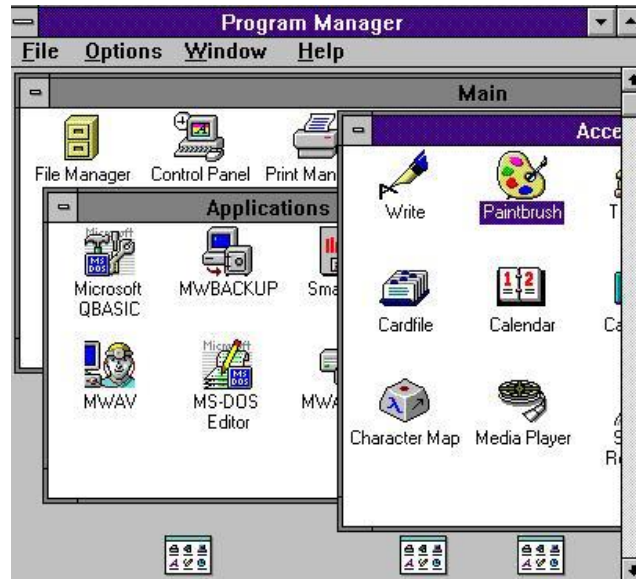 Program Manager
File Options Window Help
Main
File Manager Control Panel Print Man
Acce
Write Paintbrush T
Cardfile Calendar Ca
Character Map Media Player S
R
Applications
Microsoft
QBASIC
MWBACKUP Sma
MWAV
MS-DOS
Editor
MWA